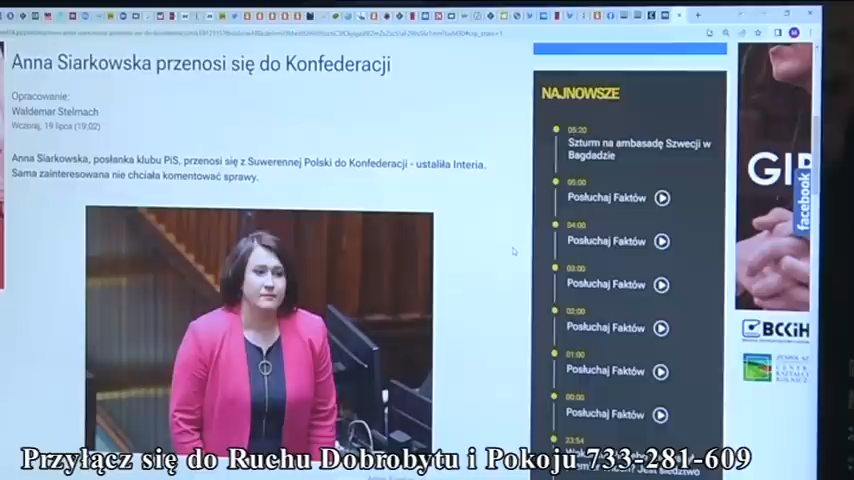 Anna Siarkowska przenosi się do Konfederacji
Opracowanie:
Waldemar Stelmach
Wczoraj, 19 lipca (19:02)
Anna Siarkowska, posłanka klubu PiS, przenosi się z Suwerennej Polski do Konfederacji - ustaliła Interia.
Sama zainteresowana nie chciała komentować sprawy.
NAJNOWSZE
05:20
Szturm na ambasadę Szwecji w
Bagdadzie
05:00
Posłuchaj Faktów
04:00
Posłuchaj Faktów
03:00
Posłuchaj Faktów
02:00
Posłuchaj Faktów
01:00
Posłuchaj Faktów
00:00
Posłuchaj Faktów
23:54
facebook
BCKiH
Przyłącz się do Ruchu Dobrobytu i Pokoju 733-281-609